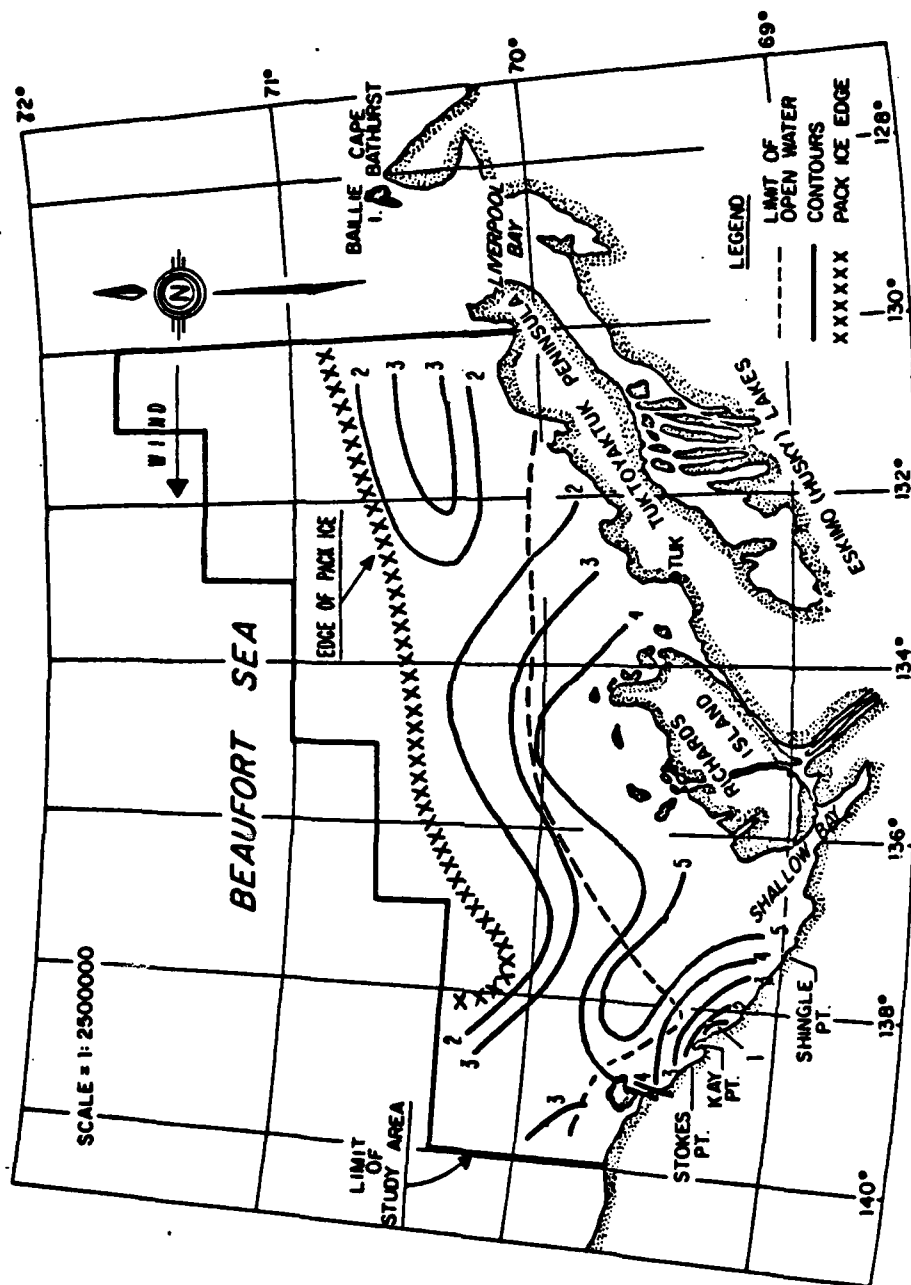 SCALE = 1: 2500000
BEAUFORT SEA
WIND
N
72°
71°
70°
69°
EDGE OF PACK ICE
LIMIT
OF
STUDY AREA
BAILLIE
I.
CAPE
BATHURST
LIVERPOOL
BAY
TUKTOYAKTUK PENINSULA
TUK
ESKIMO (HUSKY) LAKES
RICHARDS
ISLAND
SHALLOW BAY
SHINGLE
PT.
KAY
PT.
STOKES
PT.
2
3
3
2
2
3
4
5
2
3
3
4
3
5
4
1
140°
138°
136°
134°
132°
130°
128°
LEGEND
LIMIT OF
OPEN WATER
CONTOURS
XXXXXX PACK ICE EDGE